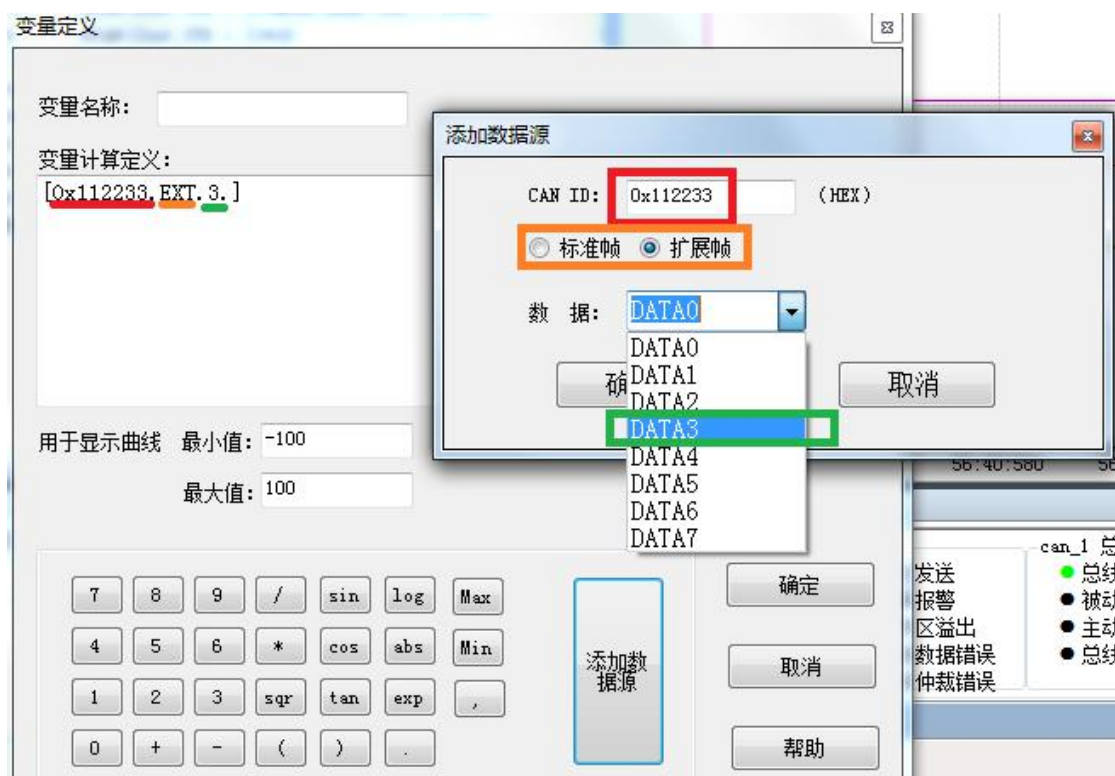 变量定义
变量名称:
变量计算定义:
[0x112233.EXT.3.]
添加数据源
CAN ID: 0x112233 (HEX)
标准帧 扩展帧
数 据: DATA0
DATA0
DATA1
DATA2
DATA3
DATA4
DATA5
DATA6
DATA7
取消
用于显示曲线 最小值: -100
最大值: 100
56:40:580
7 8 9 / sin log Max
4 5 6 * cos abs Min
1 2 3 sqr tan exp ,
0 + - ( ) .
添加数
据源
确定
取消
帮助
can_1
发送
报警
区溢出
数据错误
仲裁错误